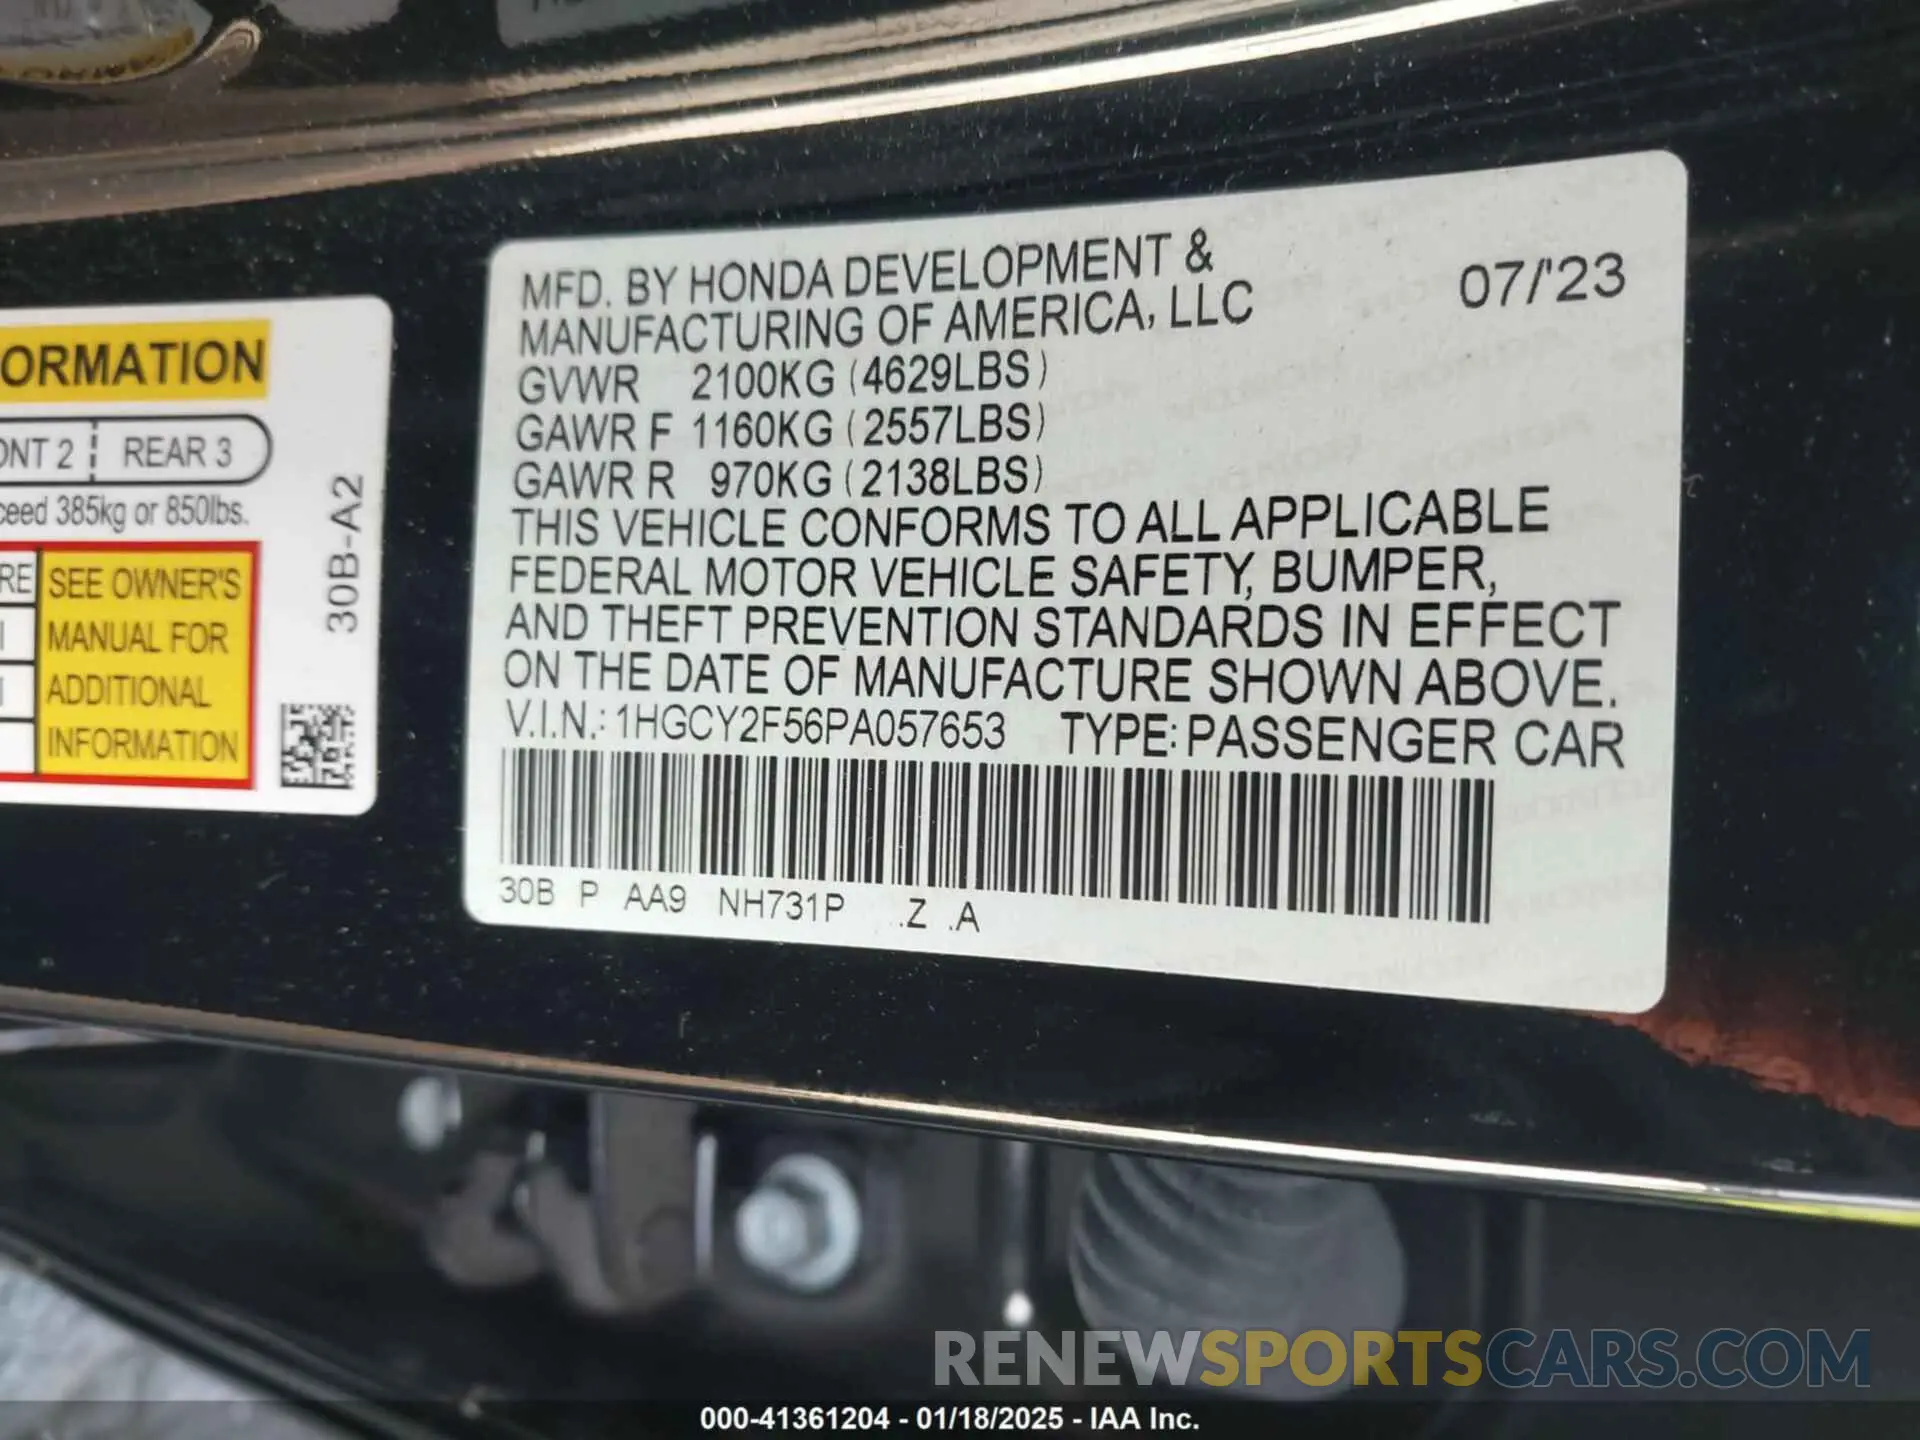 ORMATION
ONT 2 REAR 3
ceed 385kg or 850lbs.
RE
SEE OWNER'S
MANUAL FOR
ADDITIONAL
INFORMATION
30B-A2
MFD. BY HONDA DEVELOPMENT &
MANUFACTURING OF AMERICA, LLC
07/'23
GVWR 2100KG (4629LBS)
GAWR F 1160KG (2557LBS)
GAWR R 970KG (2138LBS)
THIS VEHICLE CONFORMS TO ALL APPLICABLE
FEDERAL MOTOR VEHICLE SAFETY, BUMPER,
AND THEFT PREVENTION STANDARDS IN EFFECT
ON THE DATE OF MANUFACTURE SHOWN ABOVE.
V.I.N.: 1HGCY2F56PA057653 TYPE: PASSENGER CAR
30B P AA9 NH731P .Z .A
RENEWSPORTSCARS.COM
000-41361204 - 01/18/2025 - IAA Inc.